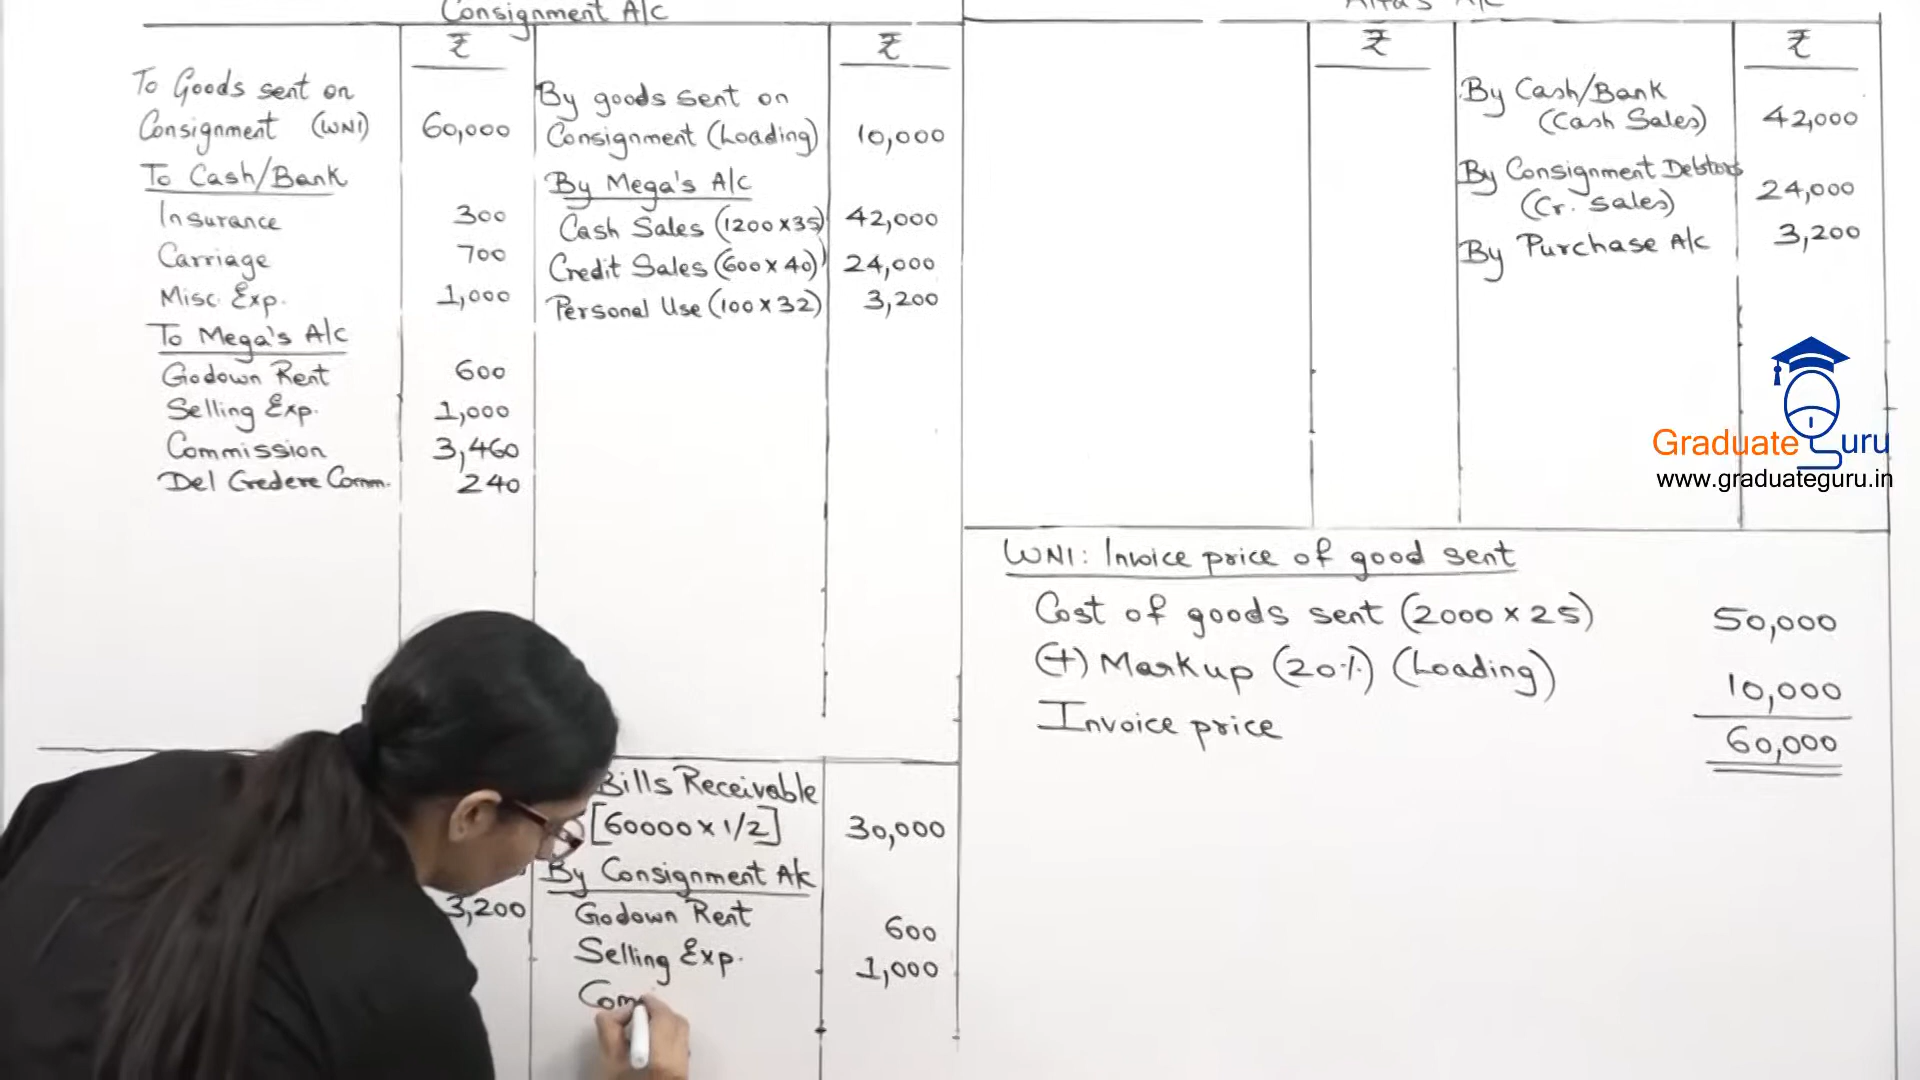 Consignment A/c
₹
₹
To Goods sent on
Consignment (WN1) 60,000
To Cash/Bank
Insurance 300
Carriage 700
Misc. Exp. 1,000
To Mega's A/c
Godown Rent 600
Selling Exp. 1,000
Commission 3,460
Del Credere Comm. 240
By goods sent on
Consignment (Loading) 10,000
By Mega's A/c
Cash Sales (1200×35) 42,000
Credit Sales (600×40) 24,000
Personal Use (100×32) 3,200
A/c
₹
₹
By Cash/Bank
(Cash Sales) 42,000
By Consignment Debtors
(Cr. Sales) 24,000
By Purchase A/c 3,200
Graduate Guru
www.graduateguru.in
WN1: Invoice price of good sent
Cost of goods sent (2000×25) 50,000
(+) Markup (20%) (Loading) 10,000
Invoice price 60,000
3,200
Bills Receivable
[60000×1/2] 30,000
By Consignment A/c
Godown Rent 600
Selling Exp. 1,000
Com